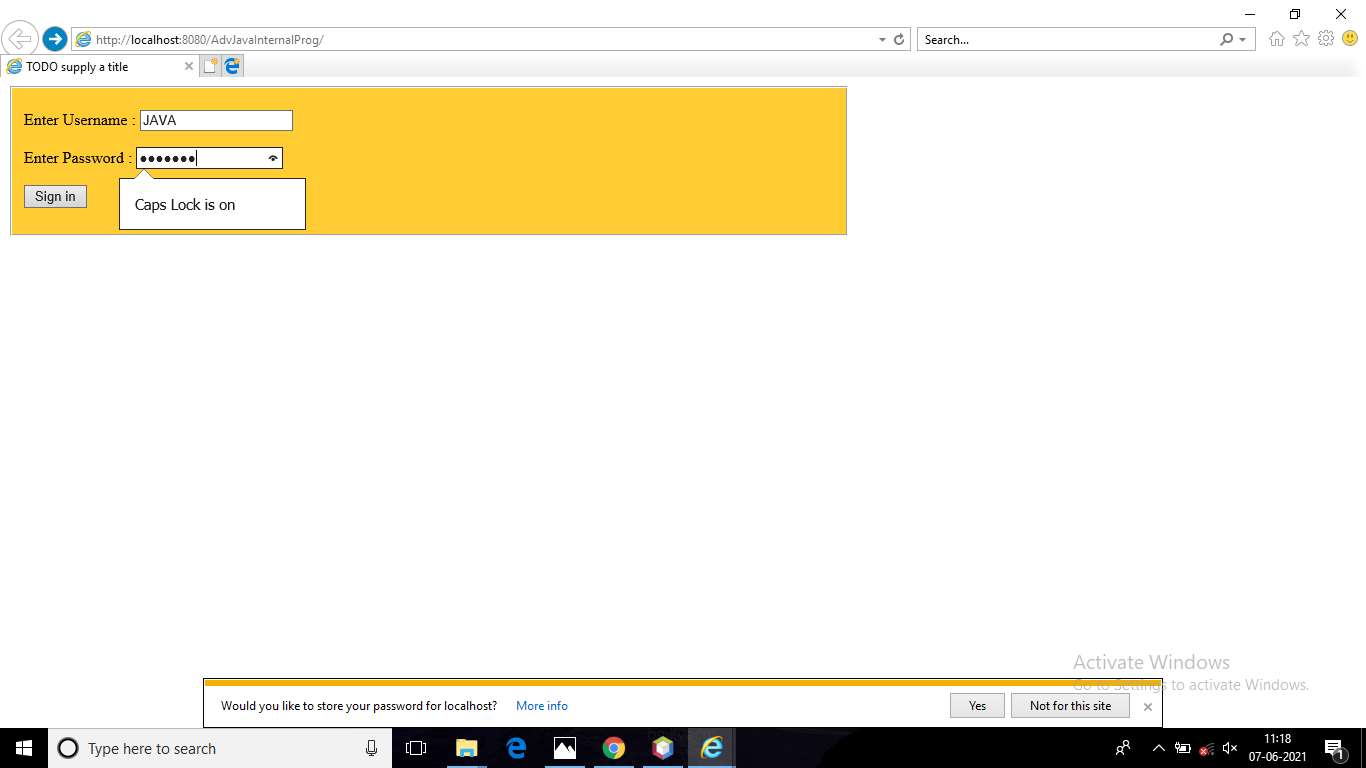 http://localhost:8080/AdvJavaInternalProg/
Search...
TODO supply a title
Enter Username : JAVA
Enter Password : ●●●●●●●
Sign in
Caps Lock is on
Activate Windows
Go to Settings to activate Windows.
Would you like to store your password for localhost? More info Yes Not for this site
Type here to search
11:18
07-06-2021
1